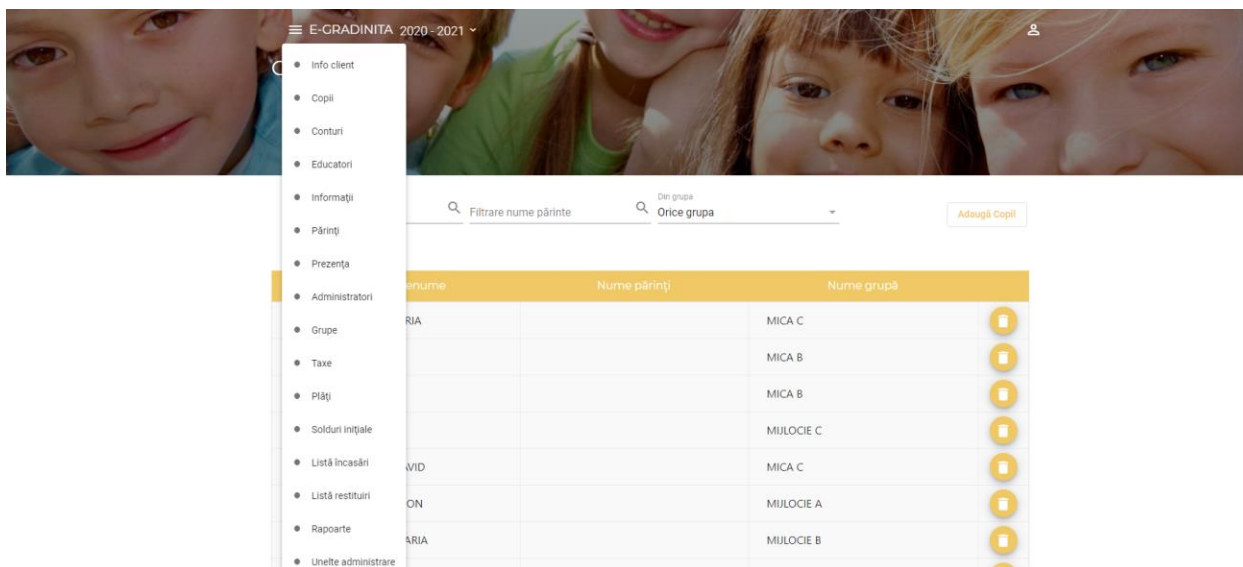 E-GRADINITA 2020 - 2021
Info client
Copii
Conturi
Educatori
Informații
Părinți
Prezența
Administratori
Grupe
Taxe
Plăți
Solduri inițiale
Listă încasări
Listă restituiri
Rapoarte
Unelte administrare
Filtrare nume părinte
Din grupa
Orice grupa
Adaugă Copil
enume Nume părinți Nume grupă
RIA MICA C
MICA B
MICA B
MIJLOCIE C
AVID MICA C
ON MIJLOCIE A
ARIA MIJLOCIE B